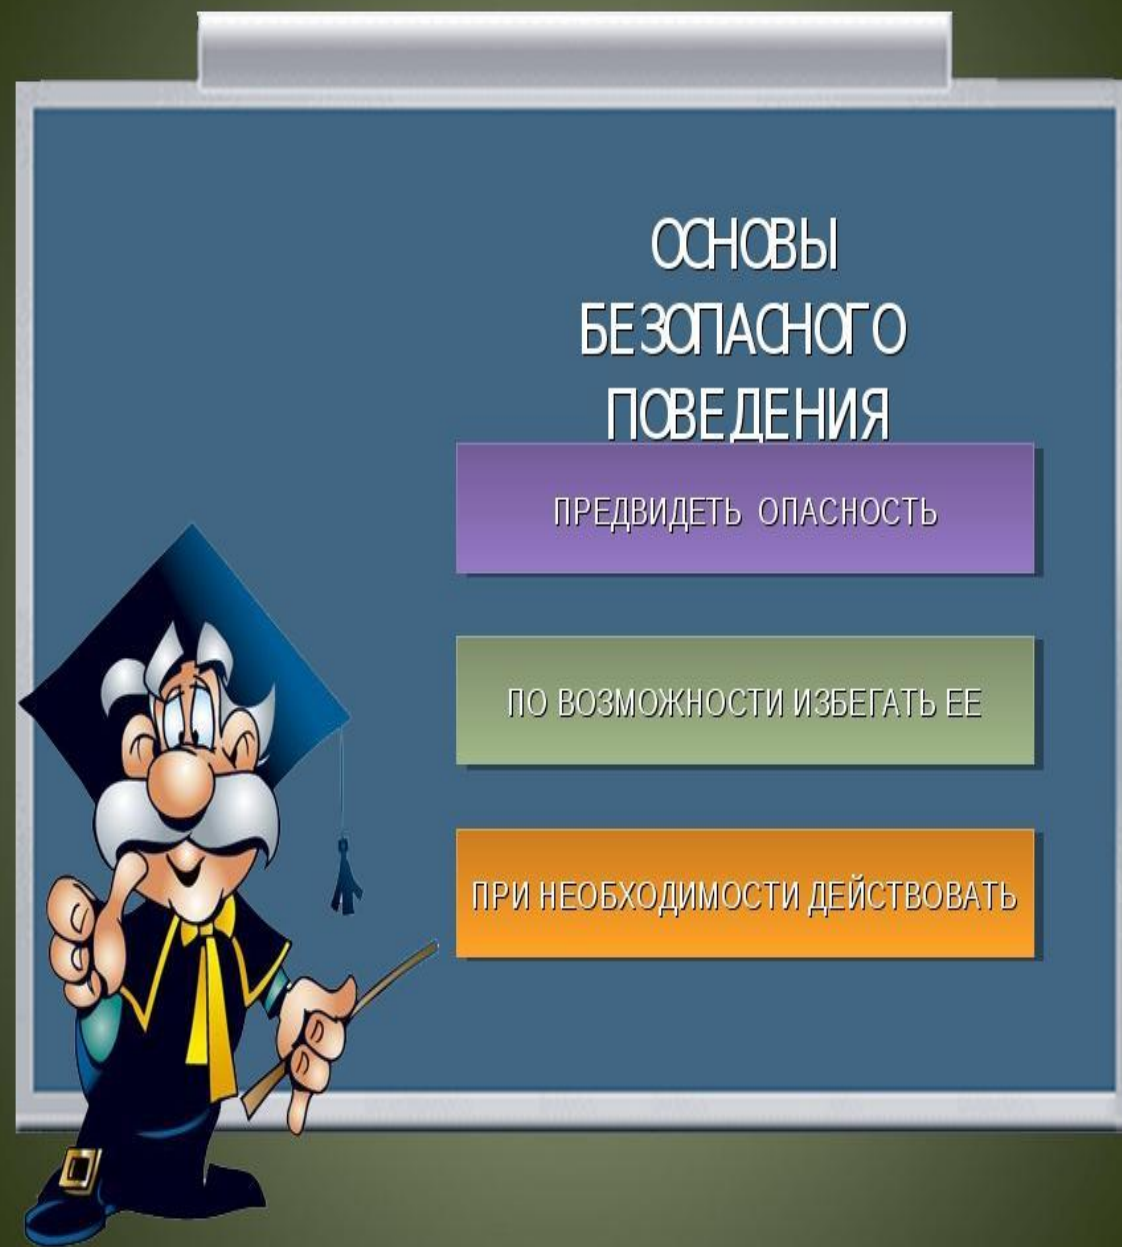 ОСНОВЫ
БЕЗОПАСНОГО
ПОВЕДЕНИЯ
ПРЕДВИДЕТЬ ОПАСНОСТЬ
ПО ВОЗМОЖНОСТИ ИЗБЕГАТЬ ЕЕ
ПРИ НЕОБХОДИМОСТИ ДЕЙСТВОВАТЬ